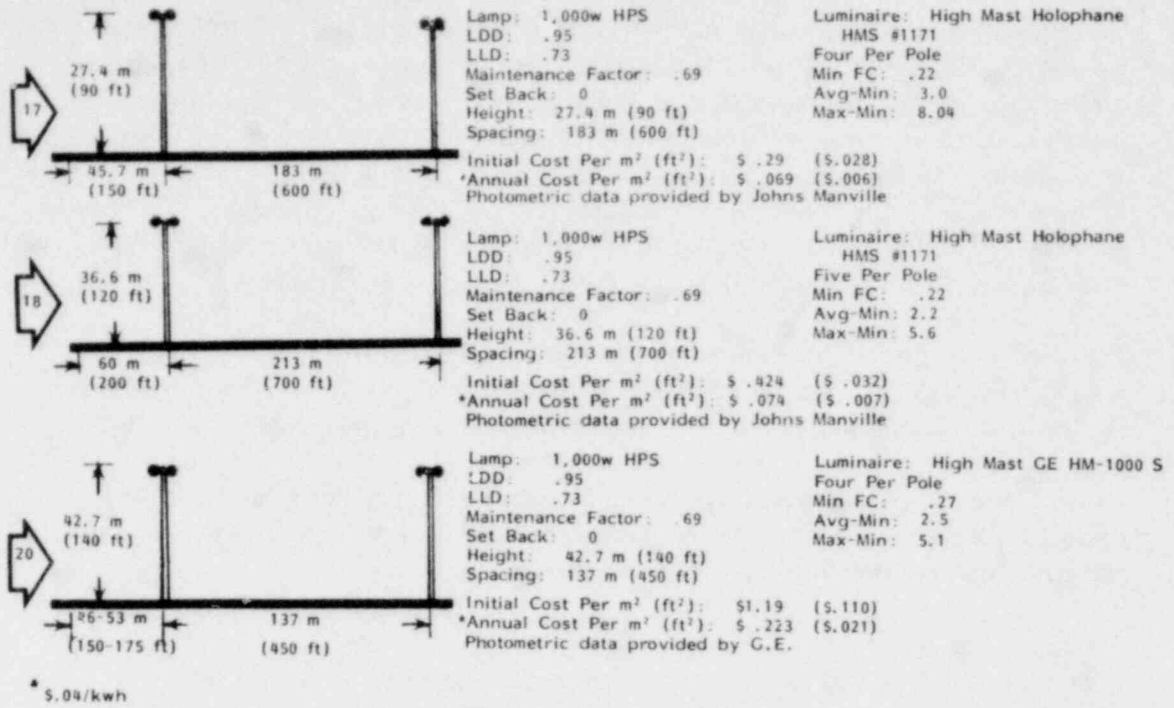 17
27.4 m
(90 ft)
45.7 m
(150 ft)
183 m
(600 ft)
Lamp: 1,000w HPS
LDD: .95
LLD: .73
Maintenance Factor: .69
Set Back: 0
Height: 27.4 m (90 ft)
Spacing: 183 m (600 ft)
Luminaire: High Mast Holophane
HMS #1171
Four Per Pole
Min FC: .22
Avg-Min: 3.0
Max-Min: 8.04
Initial Cost Per m² (ft²): $ .29 ($.028)
*Annual Cost Per m² (ft²): $ .069 ($.006)
Photometric data provided by Johns Manville
18
36.6 m
(120 ft)
60 m
(200 ft)
213 m
(700 ft)
Lamp: 1,000w HPS
LDD: .95
LLD: .73
Maintenance Factor: .69
Set Back: 0
Height: 36.6 m (120 ft)
Spacing: 213 m (700 ft)
Luminaire: High Mast Holophane
HMS #1171
Five Per Pole
Min FC: .22
Avg-Min: 2.2
Max-Min: 5.6
Initial Cost Per m² (ft²): $ .424 ($ .032)
*Annual Cost Per m² (ft²): $ .074 ($ .007)
Photometric data provided by Johns Manville
20
42.7 m
(140 ft)
(150-175 ft)
137 m
(450 ft)
Lamp: 1,000w HPS
LDD: .95
LLD: .73
Maintenance Factor: .69
Set Back: 0
Height: 42.7 m (140 ft)
Spacing: 137 m (450 ft)
Luminaire: High Mast GE HM-1000 S
Four Per Pole
Min FC: .27
Avg-Min: 2.5
Max-Min: 5.1
Initial Cost Per m² (ft²): $1.19 ($.110)
*Annual Cost Per m² (ft²): $ .223 ($.021)
Photometric data provided by G.E.
* $.04/kwh